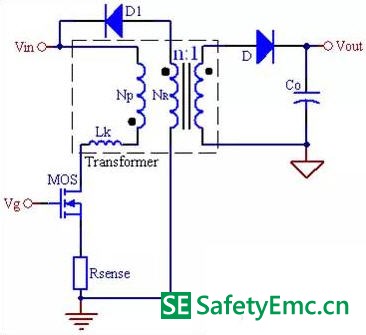 D1
Vin
n:1
Vout
D
Np
NR
Co
Lk
Transformer
MOS
Vg
Rsense
SE SafetyEmc.cn